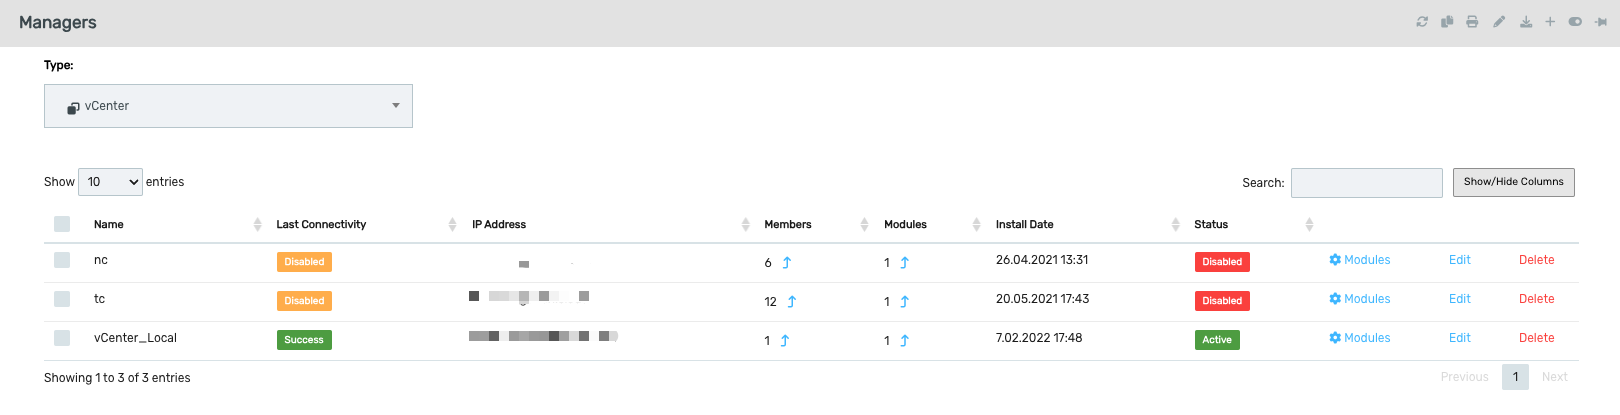 Managers
Type:
vCenter
Show 10 entries Search: Show/Hide Columns
Name Last Connectivity IP Address Members Modules Install Date Status
nc Disabled 6 1 26.04.2021 13:31 Disabled Modules Edit Delete
tc Disabled 12 1 20.05.2021 17:43 Disabled Modules Edit Delete
vCenter_Local Success 1 1 7.02.2022 17:48 Active Modules Edit Delete
Showing 1 to 3 of 3 entries Previous 1 Next